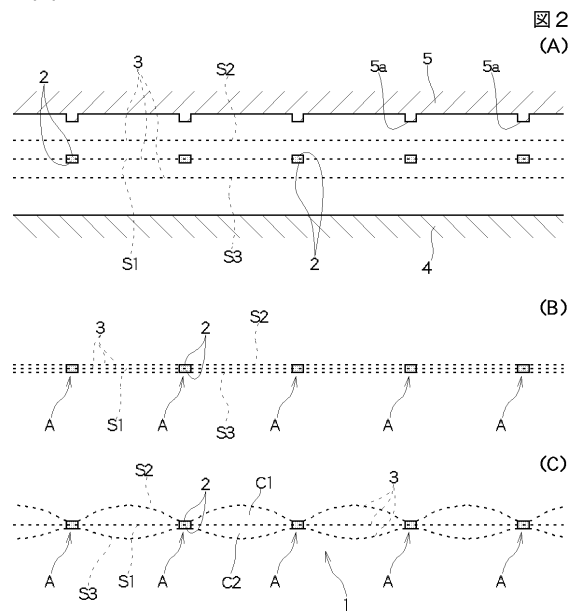 図2
(A)
2 3 S2 5a 5 5a
S1 S3 2 4
(B)
3 2 S2
A S1 A S3 A A A
(C)
S2 2 C1 3
A S3 S1 A C2 A 1 A A